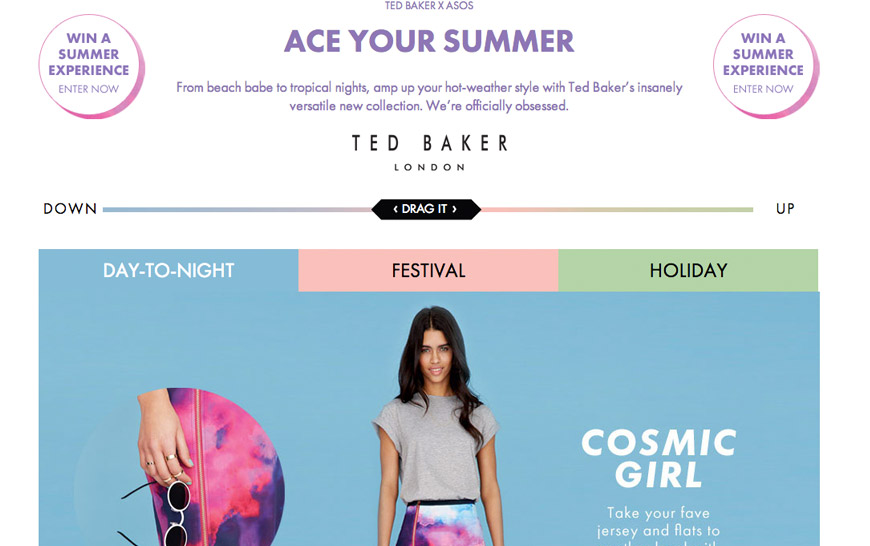 TED BAKER X ASOS
ACE YOUR SUMMER
WIN A
SUMMER
EXPERIENCE
ENTER NOW
WIN A
SUMMER
EXPERIENCE
ENTER NOW
From beach babe to tropical nights, amp up your hot-weather style with Ted Baker's insanely
versatile new collection. We're officially obsessed.
TED BAKER
LONDON
DOWN ‹ DRAG IT › UP
DAY-TO-NIGHT FESTIVAL HOLIDAY
COSMIC
GIRL
Take your fave
jersey and flats to